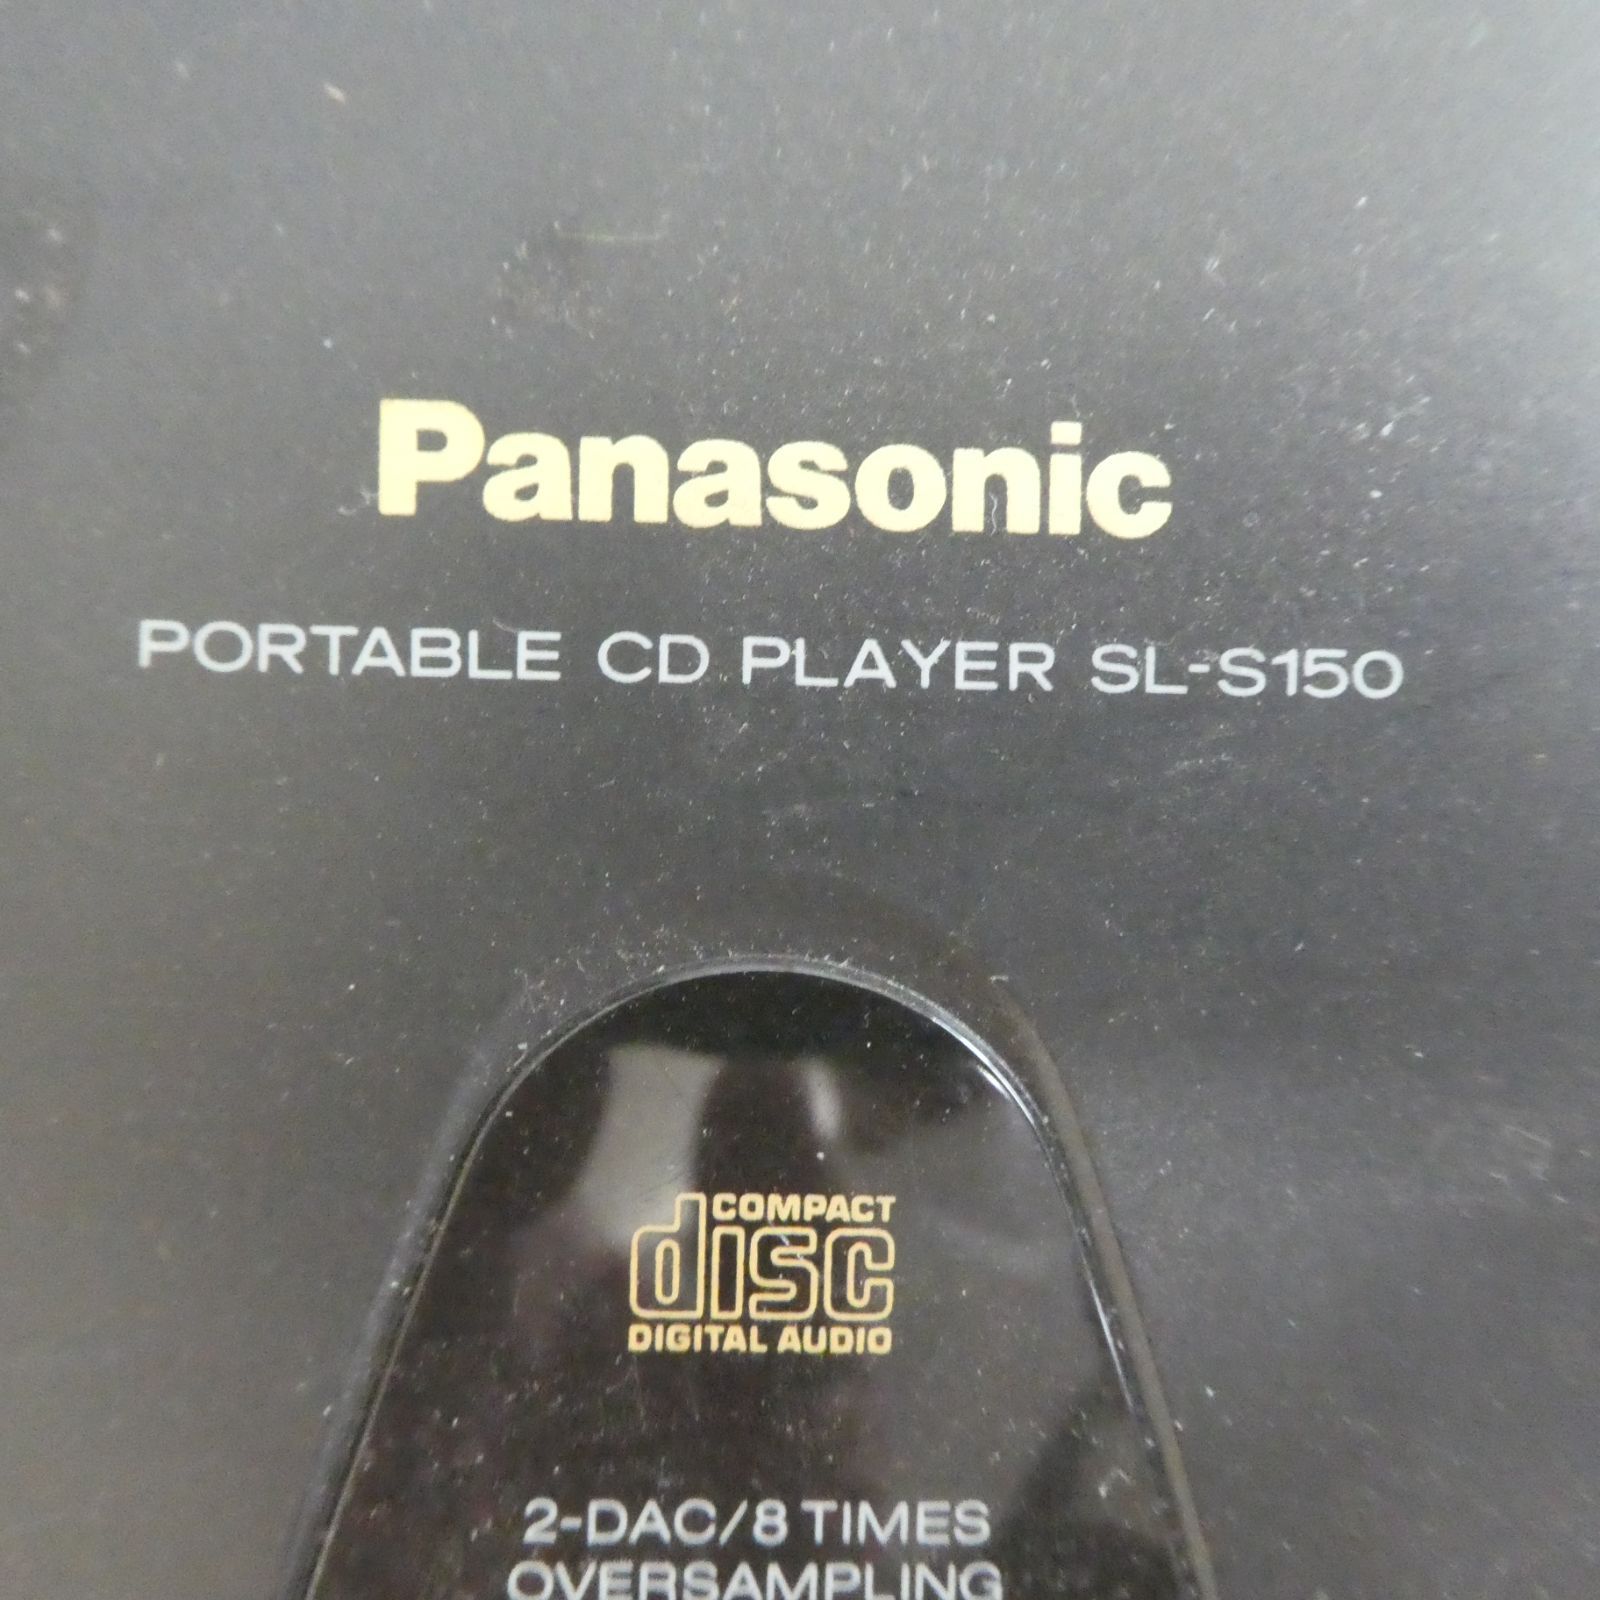 Panasonic
PORTABLE CD PLAYER SL-S150
COMPACT
disc
DIGITAL AUDIO
2-DAC/8 TIMES
OVERSAMPLING